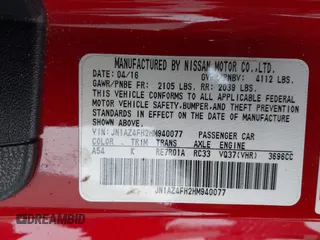 MANUFACTURED BY NISSAN MOTOR CO.,LTD.
DATE: 04/16 GVWR/PNBV: 4112 LBS.
GAWR/PNBE FR: 2105 LBS. RR: 2039 LBS.
THIS VEHICLE CONFORMS TO ALL APPLICABLE FEDERAL
MOTOR VEHICLE SAFETY, BUMPER, AND THEFT PREVENTION
STANDARDS IN EFFECT ON THE DATE OF MANUFACTURE
SHOWN ABOVE.
VIN: JN1AZ4FH2HM940077 PASSENGER CAR
COLOR TRIM TRANS AXLE ENGINE
A54 K RE7R01A RC33 VQ37(VHR) 3696CC
JN1AZ4FH2HM940077
DREAMBID